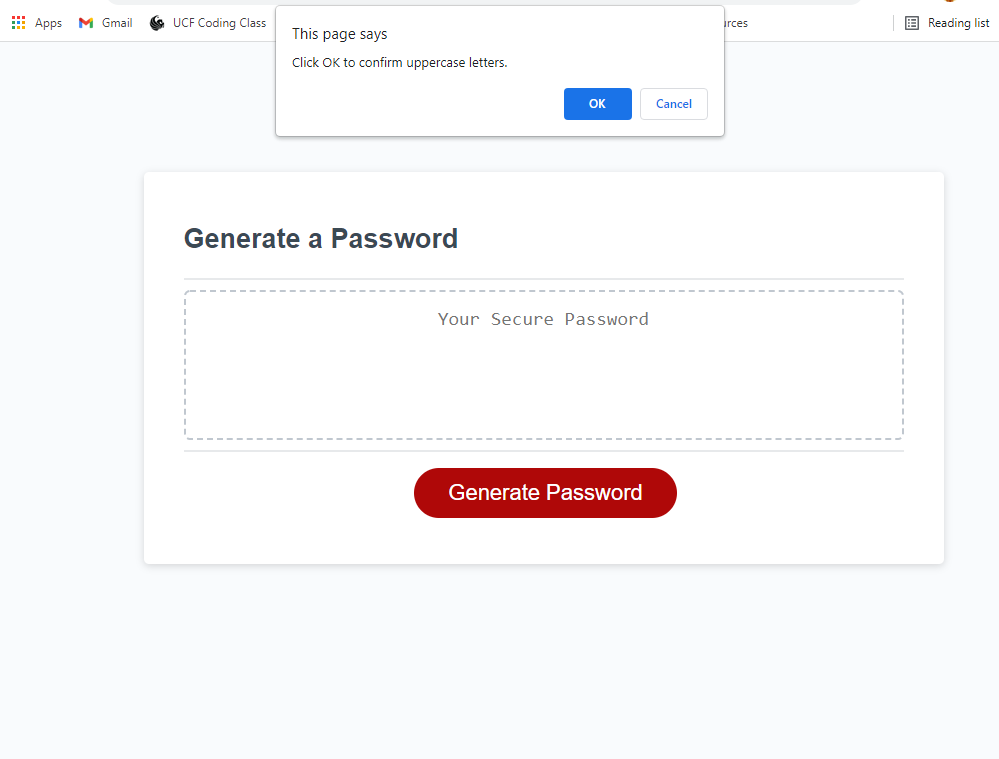 Apps Gmail UCF Coding Class Reading list
This page says
Click OK to confirm uppercase letters.
OK Cancel
Generate a Password
Your Secure Password
Generate Password